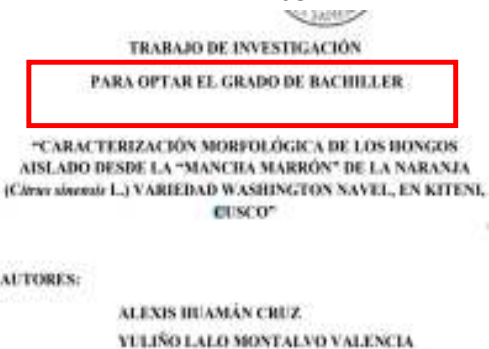 TRABAJO DE INVESTIGACIÓN
PARA OPTAR EL GRADO DE BACHILLER
“CARACTERIZACIÓN MORFOLÓGICA DE LOS HONGOS
AISLADO DESDE LA “MANCHA MARRÓN” DE LA NARANJA
(Citrus sinensis L.) VARIEDAD WASHINGTON NAVEL, EN KITENI,
CUSCO”
AUTORES:
ALEXIS HUAMÁN CRUZ
YULIÑO LALO MONTALVO VALENCIA